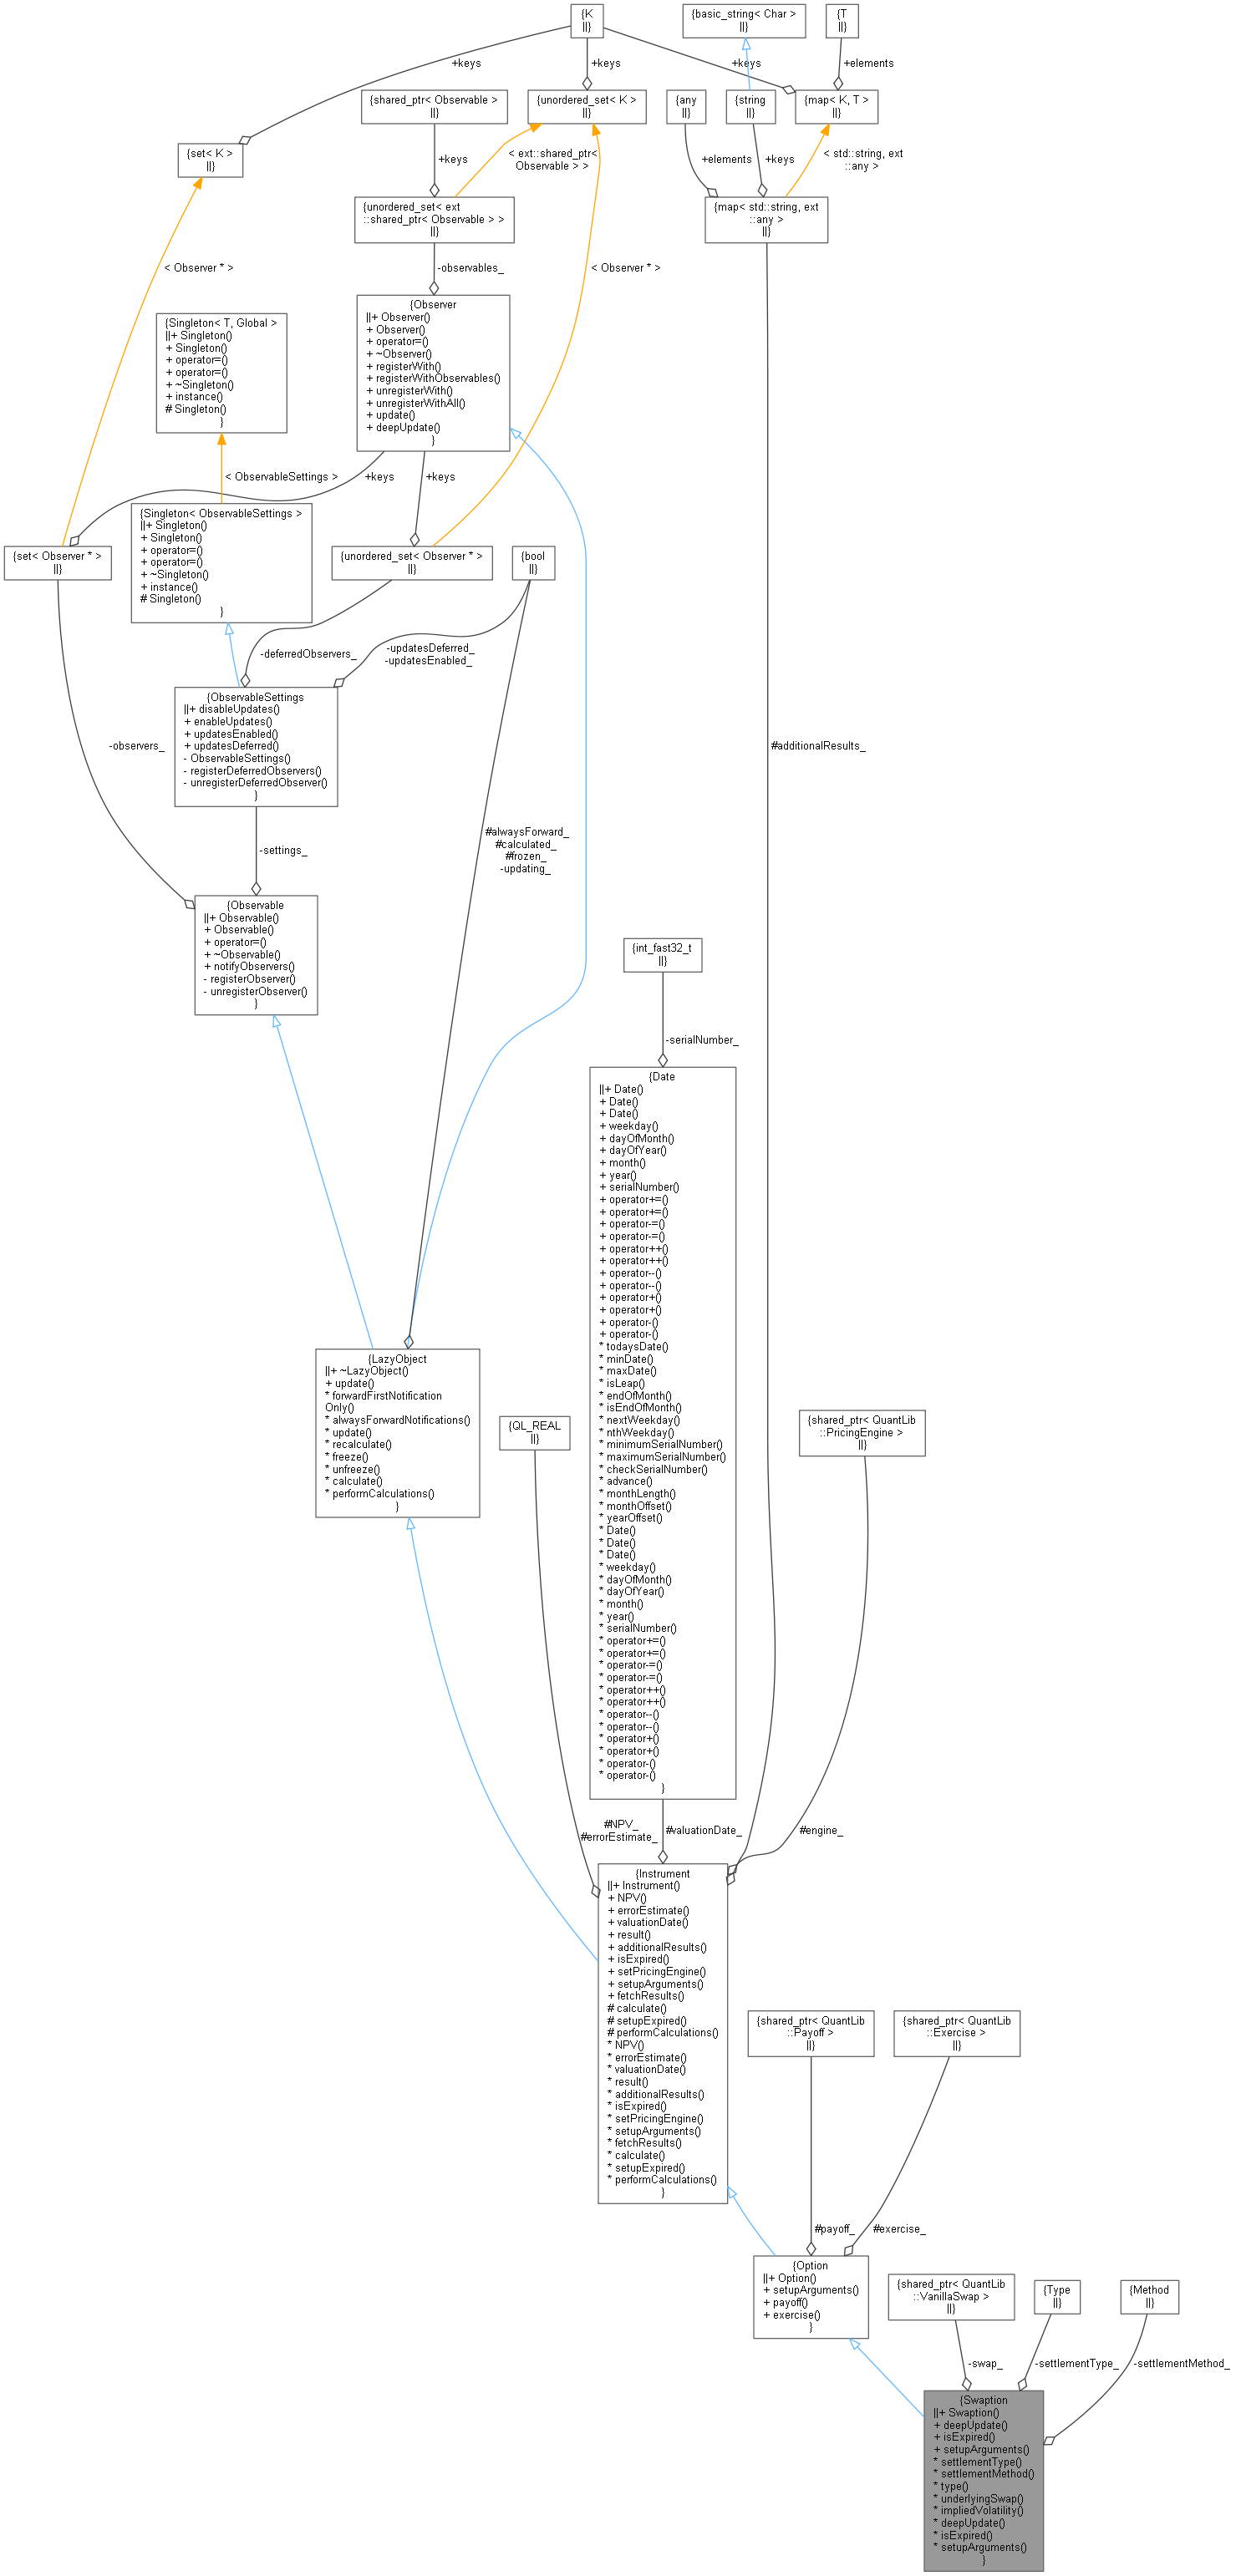 {K
||}
{basic_string< Char >
||}
{T
||}
+keys
+keys
+keys
+elements
{shared_ptr< Observable >
||}
{unordered_set< K >
||}
{any
||}
{string
||}
{map< K, T >
||}
{set< K >
||}
+keys
< ext::shared_ptr<
Observable > >
+elements
+keys
< std::string, ext
::any >
{unordered_set< ext
::shared_ptr< Observable > >
||}
{map< std::string, ext
::any >
||}
< Observer * >
-observables_
< Observer * >
{Singleton< T, Global >
||+ Singleton()
+ Singleton()
+ operator=()
+ operator=()
+ ~Singleton()
+ instance()
# Singleton()
}
{Observer
||+ Observer()
+ Observer()
+ operator=()
+ ~Observer()
+ registerWith()
+ registerWithObservables()
+ unregisterWith()
+ unregisterWithAll()
+ update()
+ deepUpdate()
}
< ObservableSettings >
+keys
+keys
{set< Observer * >
||}
{Singleton< ObservableSettings >
||+ Singleton()
+ Singleton()
+ operator=()
+ operator=()
+ ~Singleton()
+ instance()
# Singleton()
}
{unordered_set< Observer * >
||}
{bool
||}
-deferredObservers_
-updatesDeferred_
-updatesEnabled_
{ObservableSettings
||+ disableUpdates()
+ enableUpdates()
+ updatesEnabled()
+ updatesDeferred()
- ObservableSettings()
- registerDeferredObservers()
- unregisterDeferredObserver()
}
-observers_
#additionalResults_
-settings_
#alwaysForward_
#calculated_
#frozen_
-updating_
{Observable
||+ Observable()
+ Observable()
+ operator=()
+ ~Observable()
+ notifyObservers()
- registerObserver()
- unregisterObserver()
}
{int_fast32_t
||}
-serialNumber_
{Date
||+ Date()
+ Date()
+ Date()
+ weekday()
+ dayOfMonth()
+ dayOfYear()
+ month()
+ year()
+ serialNumber()
+ operator+=()
+ operator+=()
+ operator-=()
+ operator-=()
+ operator++()
+ operator++()
+ operator--()
+ operator--()
+ operator+()
+ operator+()
+ operator-()
+ operator-()
* todaysDate()
* minDate()
* maxDate()
* isLeap()
* endOfMonth()
* isEndOfMonth()
* nextWeekday()
* nthWeekday()
* minimumSerialNumber()
* maximumSerialNumber()
* checkSerialNumber()
* advance()
* monthLength()
* monthOffset()
* yearOffset()
* Date()
* Date()
* Date()
* weekday()
* dayOfMonth()
* dayOfYear()
* month()
* year()
* serialNumber()
* operator+=()
* operator+=()
* operator-=()
* operator-=()
* operator++()
* operator++()
* operator--()
* operator--()
* operator+()
* operator+()
* operator-()
* operator-()
}
{LazyObject
||+ ~LazyObject()
+ update()
* forwardFirstNotification
Only()
* alwaysForwardNotifications()
* update()
* recalculate()
* freeze()
* unfreeze()
* calculate()
* performCalculations()
}
{QL_REAL
||}
{shared_ptr< QuantLib
::PricingEngine >
||}
#NPV_
#errorEstimate_
#valuationDate_
#engine_
{Instrument
||+ Instrument()
+ NPV()
+ errorEstimate()
+ valuationDate()
+ result()
+ additionalResults()
+ isExpired()
+ setPricingEngine()
+ setupArguments()
+ fetchResults()
# calculate()
# setupExpired()
# performCalculations()
* NPV()
* errorEstimate()
* valuationDate()
* result()
* additionalResults()
* isExpired()
* setPricingEngine()
* setupArguments()
* fetchResults()
* calculate()
* setupExpired()
* performCalculations()
}
{shared_ptr< QuantLib
::Payoff >
||}
{shared_ptr< QuantLib
::Exercise >
||}
#payoff_
#exercise_
{Option
||+ Option()
+ setupArguments()
+ payoff()
+ exercise()
}
{shared_ptr< QuantLib
::VanillaSwap >
||}
{Type
||}
{Method
||}
-swap_
-settlementType_
-settlementMethod_
{Swaption
||+ Swaption()
+ deepUpdate()
+ isExpired()
+ setupArguments()
* settlementType()
* settlementMethod()
* type()
* underlyingSwap()
* impliedVolatility()
* deepUpdate()
* isExpired()
* setupArguments()
}